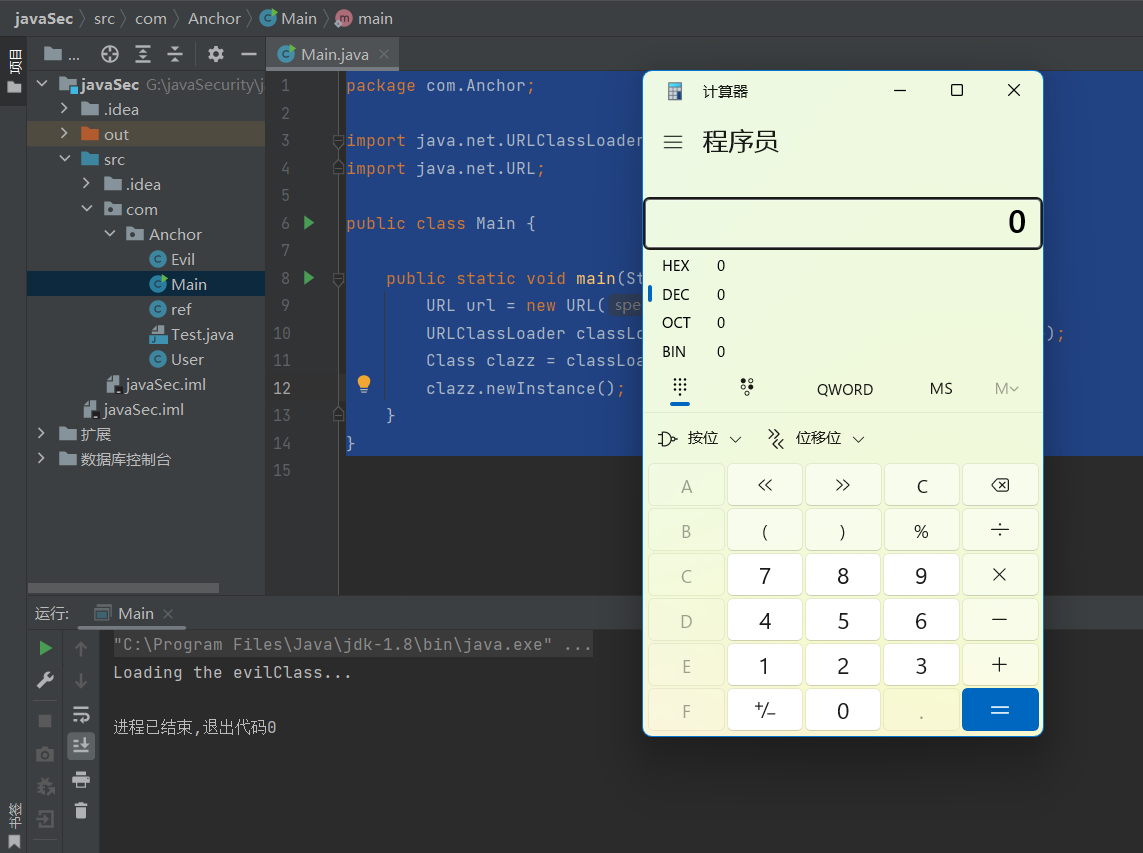 javaSec src com Anchor Main main
项目
...
Main.java
javaSec G:\javaSecurity\j
.idea
out
src
.idea
com
Anchor
Evil
Main
ref
Test.java
User
javaSec.iml
javaSec.iml
扩展
数据库控制台
1 package com.Anchor;
2
3 import java.net.URLClassLoader
4 import java.net.URL;
5
6 public class Main {
7
8 public static void main(St
9 URL url = new URL( spe
10 URLClassLoader classLo );
11 Class clazz = classLoa
12 clazz.newInstance();
13 }
14 }
15
计算器
程序员
0
HEX 0
DEC 0
OCT 0
BIN 0
QWORD MS M
按位 位移位
A << >> C
B ( ) % ÷
C 7 8 9 ×
D 4 5 6 −
E 1 2 3 +
F +/− 0 . =
运行: Main
"C:\Program Files\Java\jdk-1.8\bin\java.exe" ...
Loading the evilClass...
进程已结束,退出代码0
书签